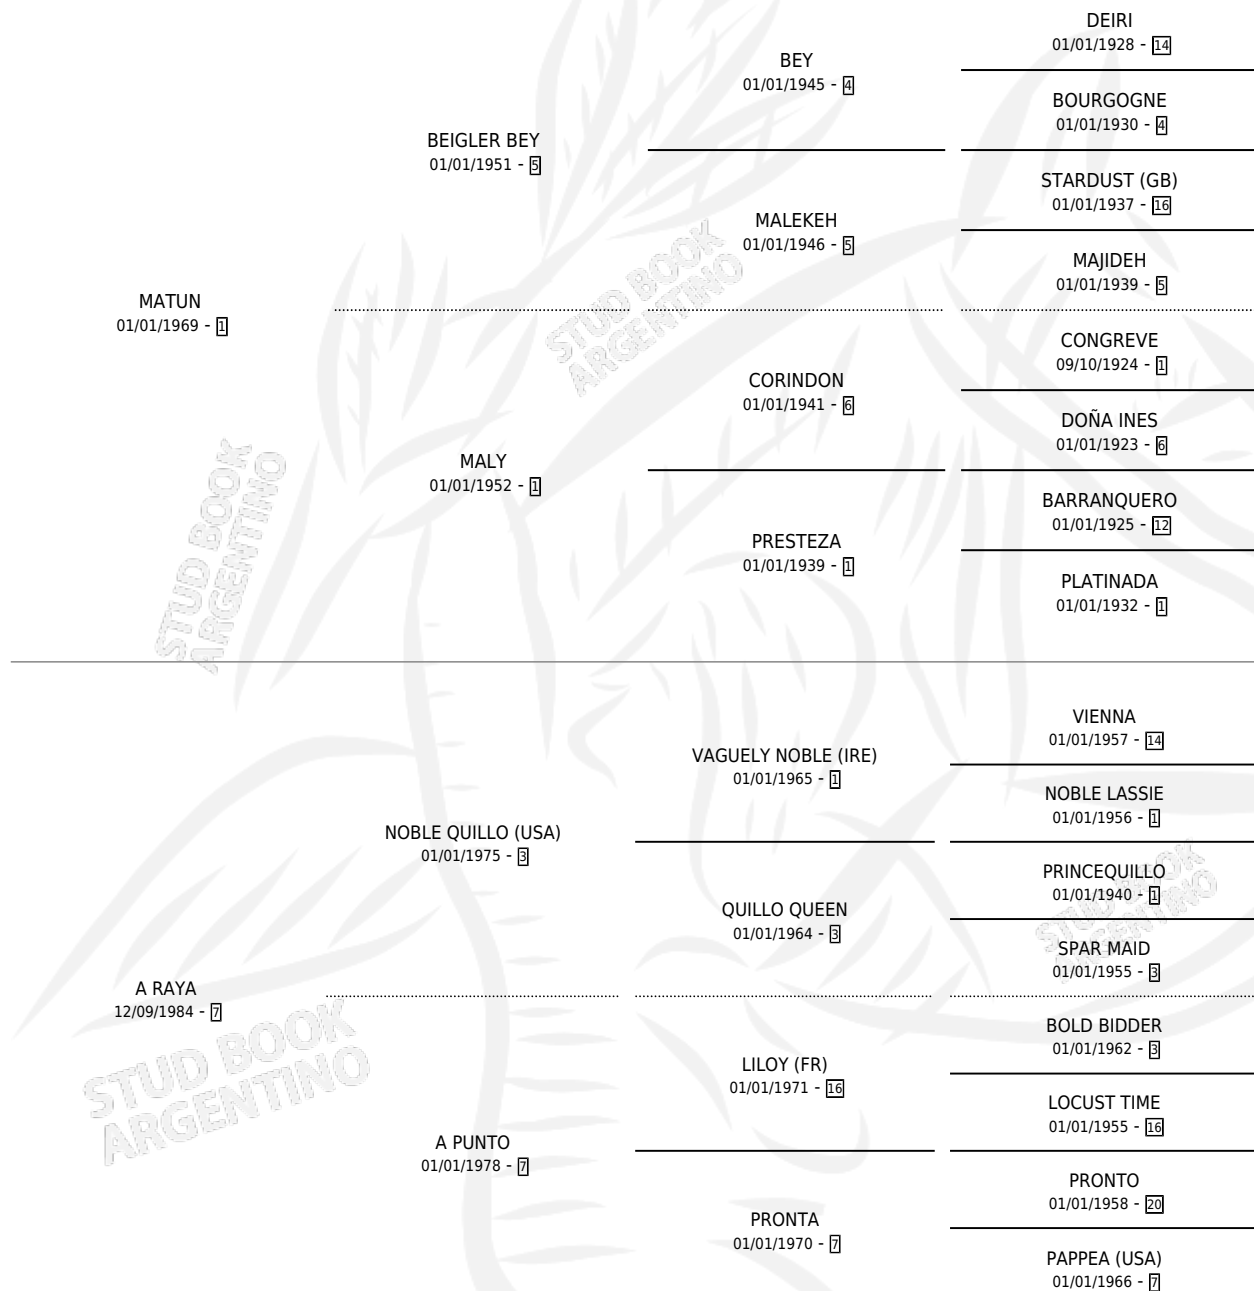 DEIRI
01/01/1928 - 14
BEY
01/01/1945 - 4
BOURGOGNE
01/01/1930 - 4
BEIGLER BEY
01/01/1951 - 5
STARDUST (GB)
01/01/1937 - 16
MALEKEH
01/01/1946 - 5
MAJIDEH
01/01/1939 - 5
MATUN
01/01/1969 - 1
CONGREVE
09/10/1924 - 1
CORINDON
01/01/1941 - 6
DOÑA INES
01/01/1923 - 6
MALY
01/01/1952 - 1
BARRANQUERO
01/01/1925 - 12
PRESTEZA
01/01/1939 - 1
PLATINADA
01/01/1932 - 1
VIENNA
01/01/1957 - 14
VAGUELY NOBLE (IRE)
01/01/1965 - 1
NOBLE LASSIE
01/01/1956 - 1
NOBLE QUILLO (USA)
01/01/1975 - 3
PRINCEQUILLO
01/01/1940 - 1
QUILLO QUEEN
01/01/1964 - 3
SPAR MAID
01/01/1955 - 3
A RAYA
12/09/1984 - 7
BOLD BIDDER
01/01/1962 - 3
LILOY (FR)
01/01/1971 - 16
LOCUST TIME
01/01/1955 - 16
A PUNTO
01/01/1978 - 7
PRONTO
01/01/1958 - 20
PRONTA
01/01/1970 - 7
PAPPEA (USA)
01/01/1966 - 7
STUD BOOK
ARGENTINO
STUD BOOK
ARGENTINO
STUD BOOK
ARGENTINO
STUD BOOK
ARGENTINO